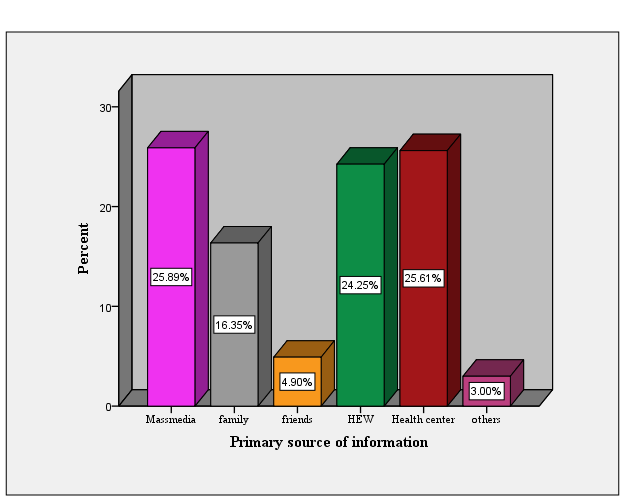 Percent
30
20
10
0
25.89%
16.35%
4.90%
24.25%
25.61%
3.00%
Massmedia
family
friends
HEW
Health center
others
Primary source of information